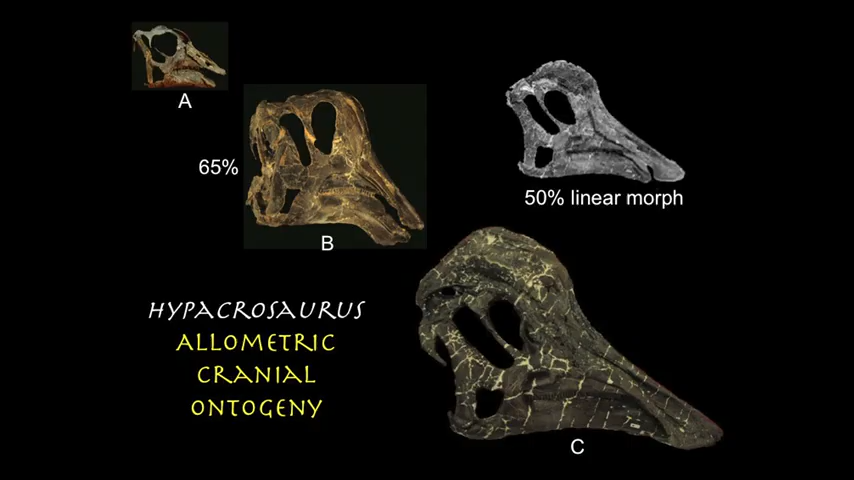 A
65%
B
50% linear morph
Hypacrosaurus
Allometric
Cranial
Ontogeny
C